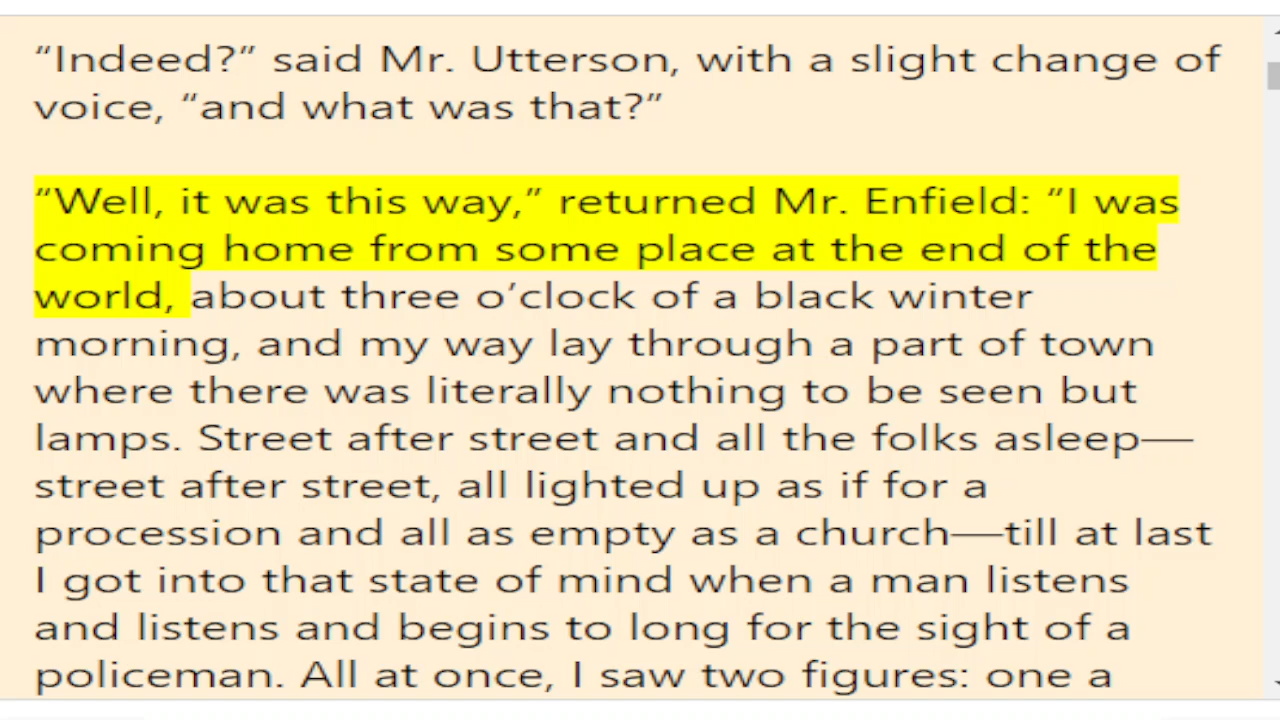 “Indeed?” said Mr. Utterson, with a slight change of
voice, “and what was that?”
“Well, it was this way,” returned Mr. Enfield: “I was
coming home from some place at the end of the
world, about three o’clock of a black winter
morning, and my way lay through a part of town
where there was literally nothing to be seen but
lamps. Street after street and all the folks asleep—
street after street, all lighted up as if for a
procession and all as empty as a church—till at last
I got into that state of mind when a man listens
and listens and begins to long for the sight of a
policeman. All at once, I saw two figures: one a